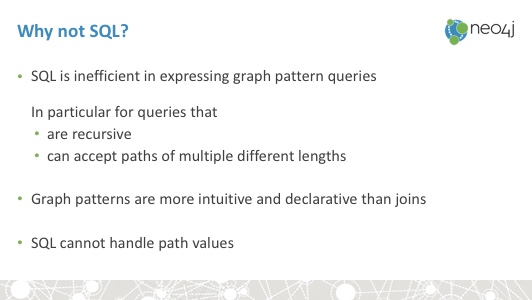 Why not SQL?
neo4j
• SQL is inefficient in expressing graph pattern queries
In particular for queries that
• are recursive
• can accept paths of multiple different lengths
• Graph patterns are more intuitive and declarative than joins
• SQL cannot handle path values